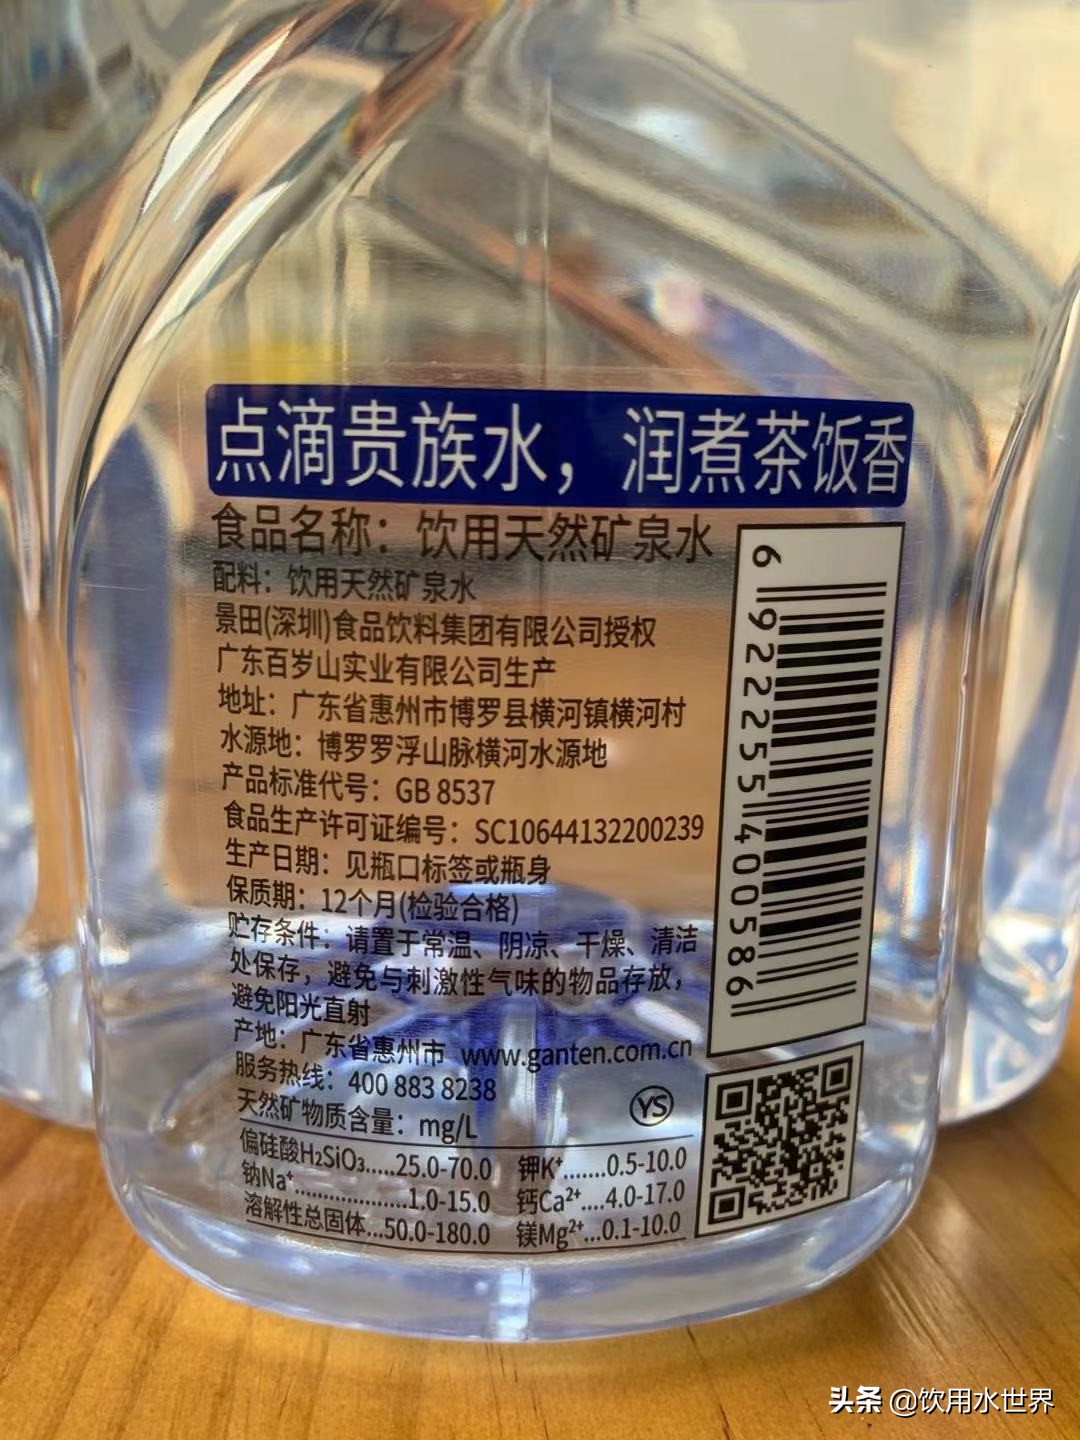 点滴贵族水，润煮茶饭香
食品名称：饮用天然矿泉水
配料：饮用天然矿泉水
景田(深圳)食品饮料集团有限公司授权
广东百岁山实业有限公司生产
地址：广东省惠州市博罗县横河镇横河村
水源地：博罗罗浮山脉横河水源地
产品标准代号：GB 8537
食品生产许可证编号：SC10644132200239
生产日期：见瓶口标签或瓶身
保质期：12个月(检验合格)
贮存条件：请置于常温、阴凉、干燥、清洁
处保存，避免与刺激性气味的物品存放，
避免阳光直射
产地：广东省惠州市 www.ganten.com.cn
服务热线：400 883 8238
天然矿物质含量：mg/L
YS
偏硅酸H₂SiO₃.....25.0-70.0 钾K⁺.......0.5-10.0
钠Na⁺..................1.0-15.0 钙Ca²⁺....4.0-17.0
溶解性总固体...50.0-180.0 镁Mg²⁺...0.1-10.0
6 922255 400586
头条 @饮用水世界